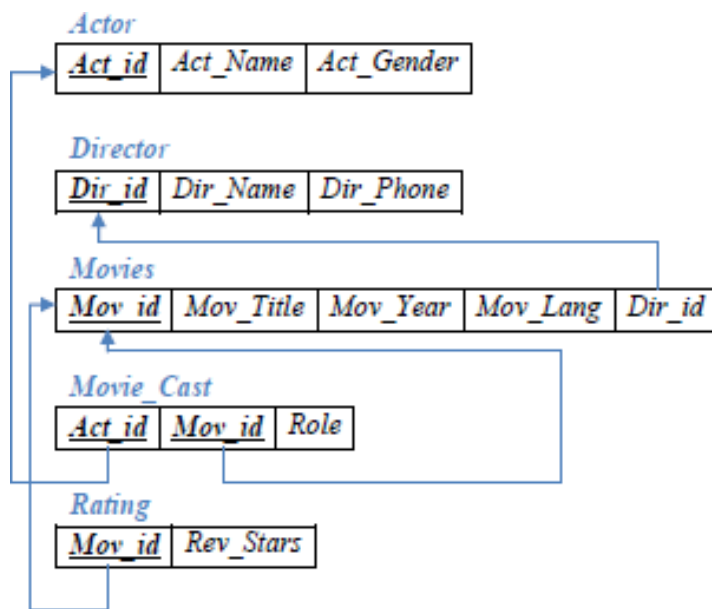 Actor
Act_id Act_Name Act_Gender
Director
Dir_id Dir_Name Dir_Phone
Movies
Mov_id Mov_Title Mov_Year Mov_Lang Dir_id
Movie_Cast
Act_id Mov_id Role
Rating
Mov_id Rev_Stars